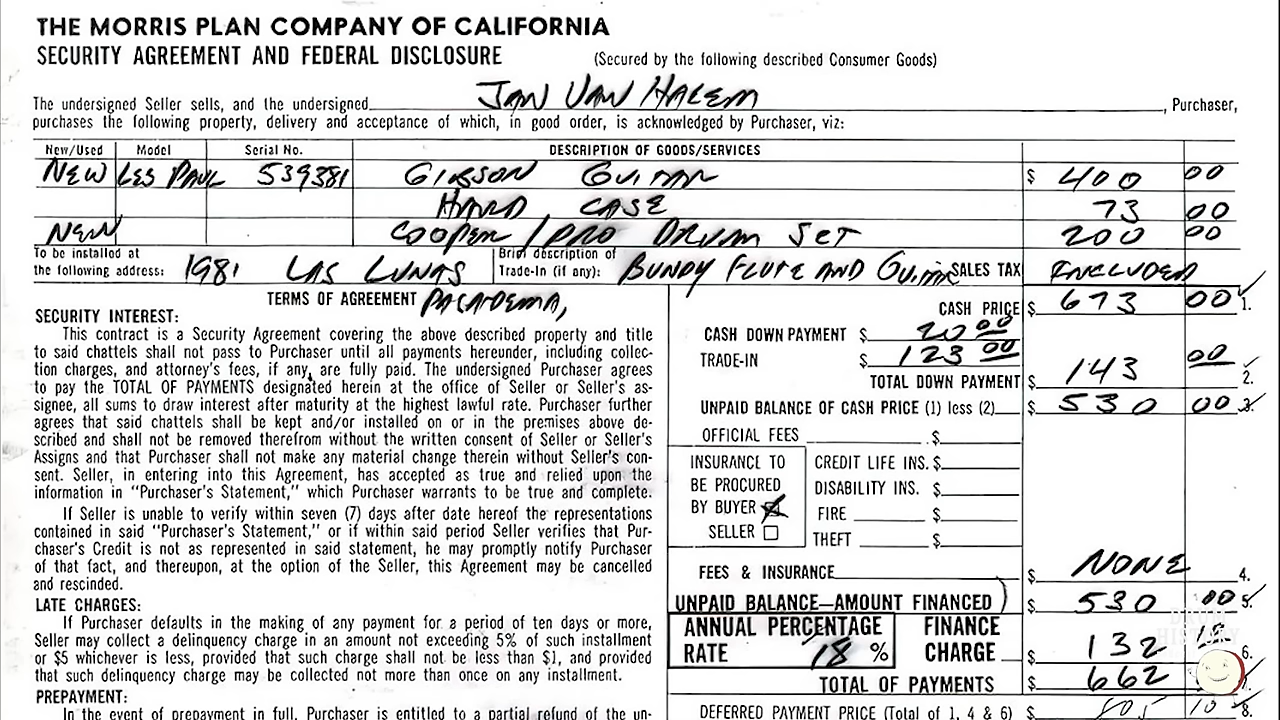 THE MORRIS PLAN COMPANY OF CALIFORNIA
SECURITY AGREEMENT AND FEDERAL DISCLOSURE (Secured by the following described Consumer Goods)
The undersigned Seller sells, and the undersigned JAN VAN HALEM, Purchaser,
purchases the following property, delivery and acceptance of which, in good order, is acknowledged by Purchaser, viz:
New/Used Model Serial No. DESCRIPTION OF GOODS/SERVICES
NEW LES PAUL 539381 GIBSON GUITAR $ 400 00
HARD CASE 73 00
NEW COOPER/PRO DRUM SET 200 00
To be installed at the following address: 1981 LAS LUNAS
Brief description of Trade-In (if any): BUNDY FLUTE AND GUITAR SALES TAX INCLUDED
TERMS OF AGREEMENT PASADEMA,
SECURITY INTEREST:
This contract is a Security Agreement covering the above described property and title
to said chattels shall not pass to Purchaser until all payments hereunder, including collec-
tion charges, and attorney's fees, if any, are fully paid. The undersigned Purchaser agrees
to pay the TOTAL OF PAYMENTS designated herein at the office of Seller or Seller's as-
signee, all sums to draw interest after maturity at the highest lawful rate. Purchaser further
agrees that said chattels shall be kept and/or installed on or in the premises above de-
scribed and shall not be removed therefrom without the written consent of Seller or Seller's
Assigns and that Purchaser shall not make any material change therein without Seller's con-
sent. Seller, in entering into this Agreement, has accepted as true and relied upon the
information in "Purchaser's Statement," which Purchaser warrants to be true and complete.
If Seller is unable to verify within seven (7) days after date hereof the representations
contained in said "Purchaser's Statement," or if within said period Seller verifies that Pur-
chaser's Credit is not as represented in said statement, he may promptly notify Purchaser
of that fact, and thereupon, at the option of the Seller, this Agreement may be cancelled
and rescinded.
LATE CHARGES:
If Purchaser defaults in the making of any payment for a period of ten days or more,
Seller may collect a delinquency charge in an amount not exceeding 5% of such installment
or $5 whichever is less, provided that such charge shall not be less than $1, and provided
that such delinquency charge may be collected not more than once on any installment.
PREPAYMENT:
In the event of prepayment in full, Purchaser is entitled to a partial refund of the un-
CASH PRICE $ 673 00 1.
CASH DOWN PAYMENT $ 20 00
TRADE-IN $ 123 00
TOTAL DOWN PAYMENT $ 143 00 2.
UNPAID BALANCE OF CASH PRICE (1) less (2) $ 530 00 3.
OFFICIAL FEES $
INSURANCE TO BE PROCURED
BY BUYER
SELLER
CREDIT LIFE INS. $
DISABILITY INS. $
FIRE $
THEFT $
FEES & INSURANCE $ NONE 4.
UNPAID BALANCE—AMOUNT FINANCED $ 530 00 5.
ANNUAL PERCENTAGE RATE 18 %
FINANCE CHARGE $ 132 6.
TOTAL OF PAYMENTS $ 662
DEFERRED PAYMENT PRICE (Total of 1, 4 & 6) $ 805 10 8.
DRUM HISTORY